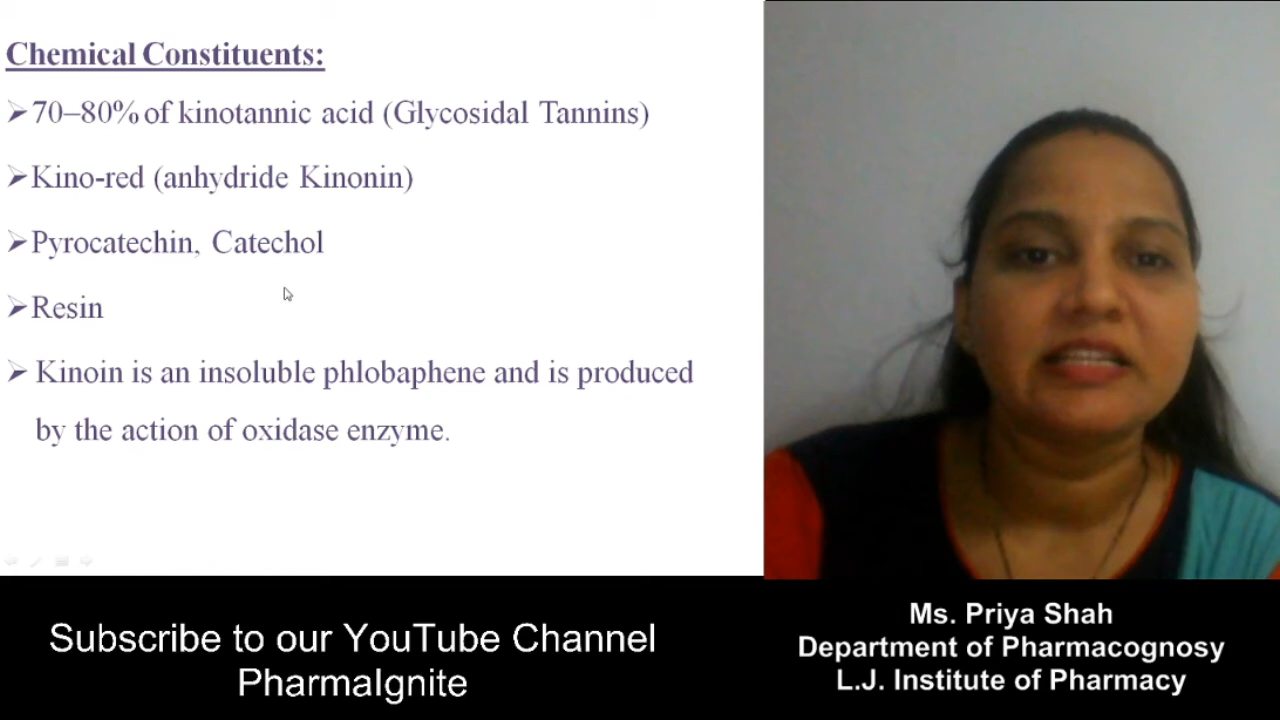 Chemical Constituents:
➢70–80% of kinotannic acid (Glycosidal Tannins)
➢Kino-red (anhydride Kinonin)
➢Pyrocatechin, Catechol
➢Resin
➢ Kinoin is an insoluble phlobaphene and is produced
by the action of oxidase enzyme.
Subscribe to our YouTube Channel
PharmaIgnite
Ms. Priya Shah
Department of Pharmacognosy
L.J. Institute of Pharmacy